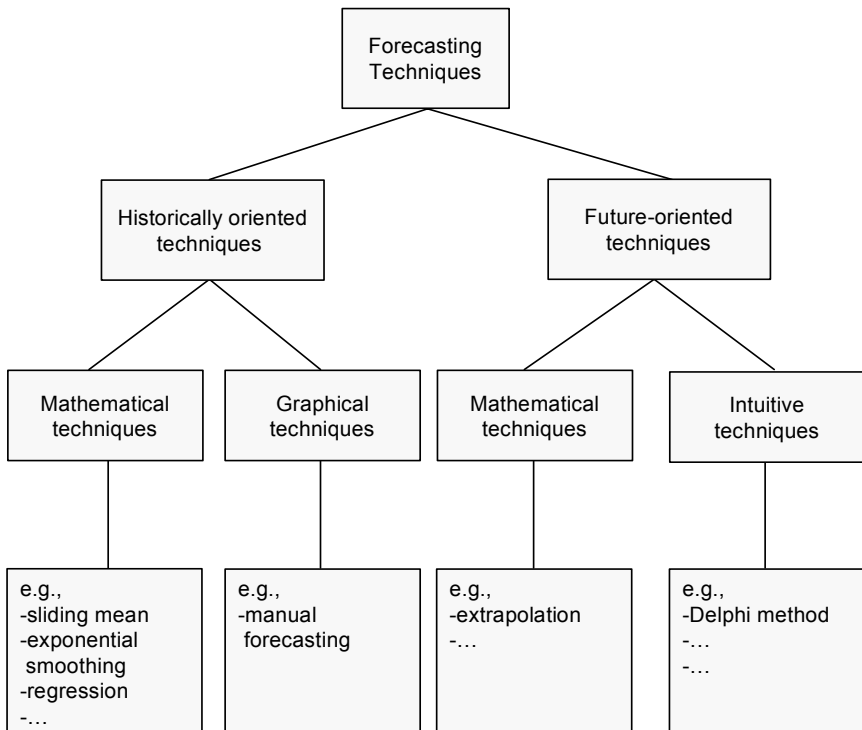 Forecasting
Techniques
Historically oriented
techniques
Future-oriented
techniques
Mathematical
techniques
Graphical
techniques
Mathematical
techniques
Intuitive
techniques
e.g.,
-sliding mean
-exponential
smoothing
-regression
-…
e.g.,
-manual
forecasting
e.g.,
-extrapolation
-…
e.g.,
-Delphi method
-…
-…